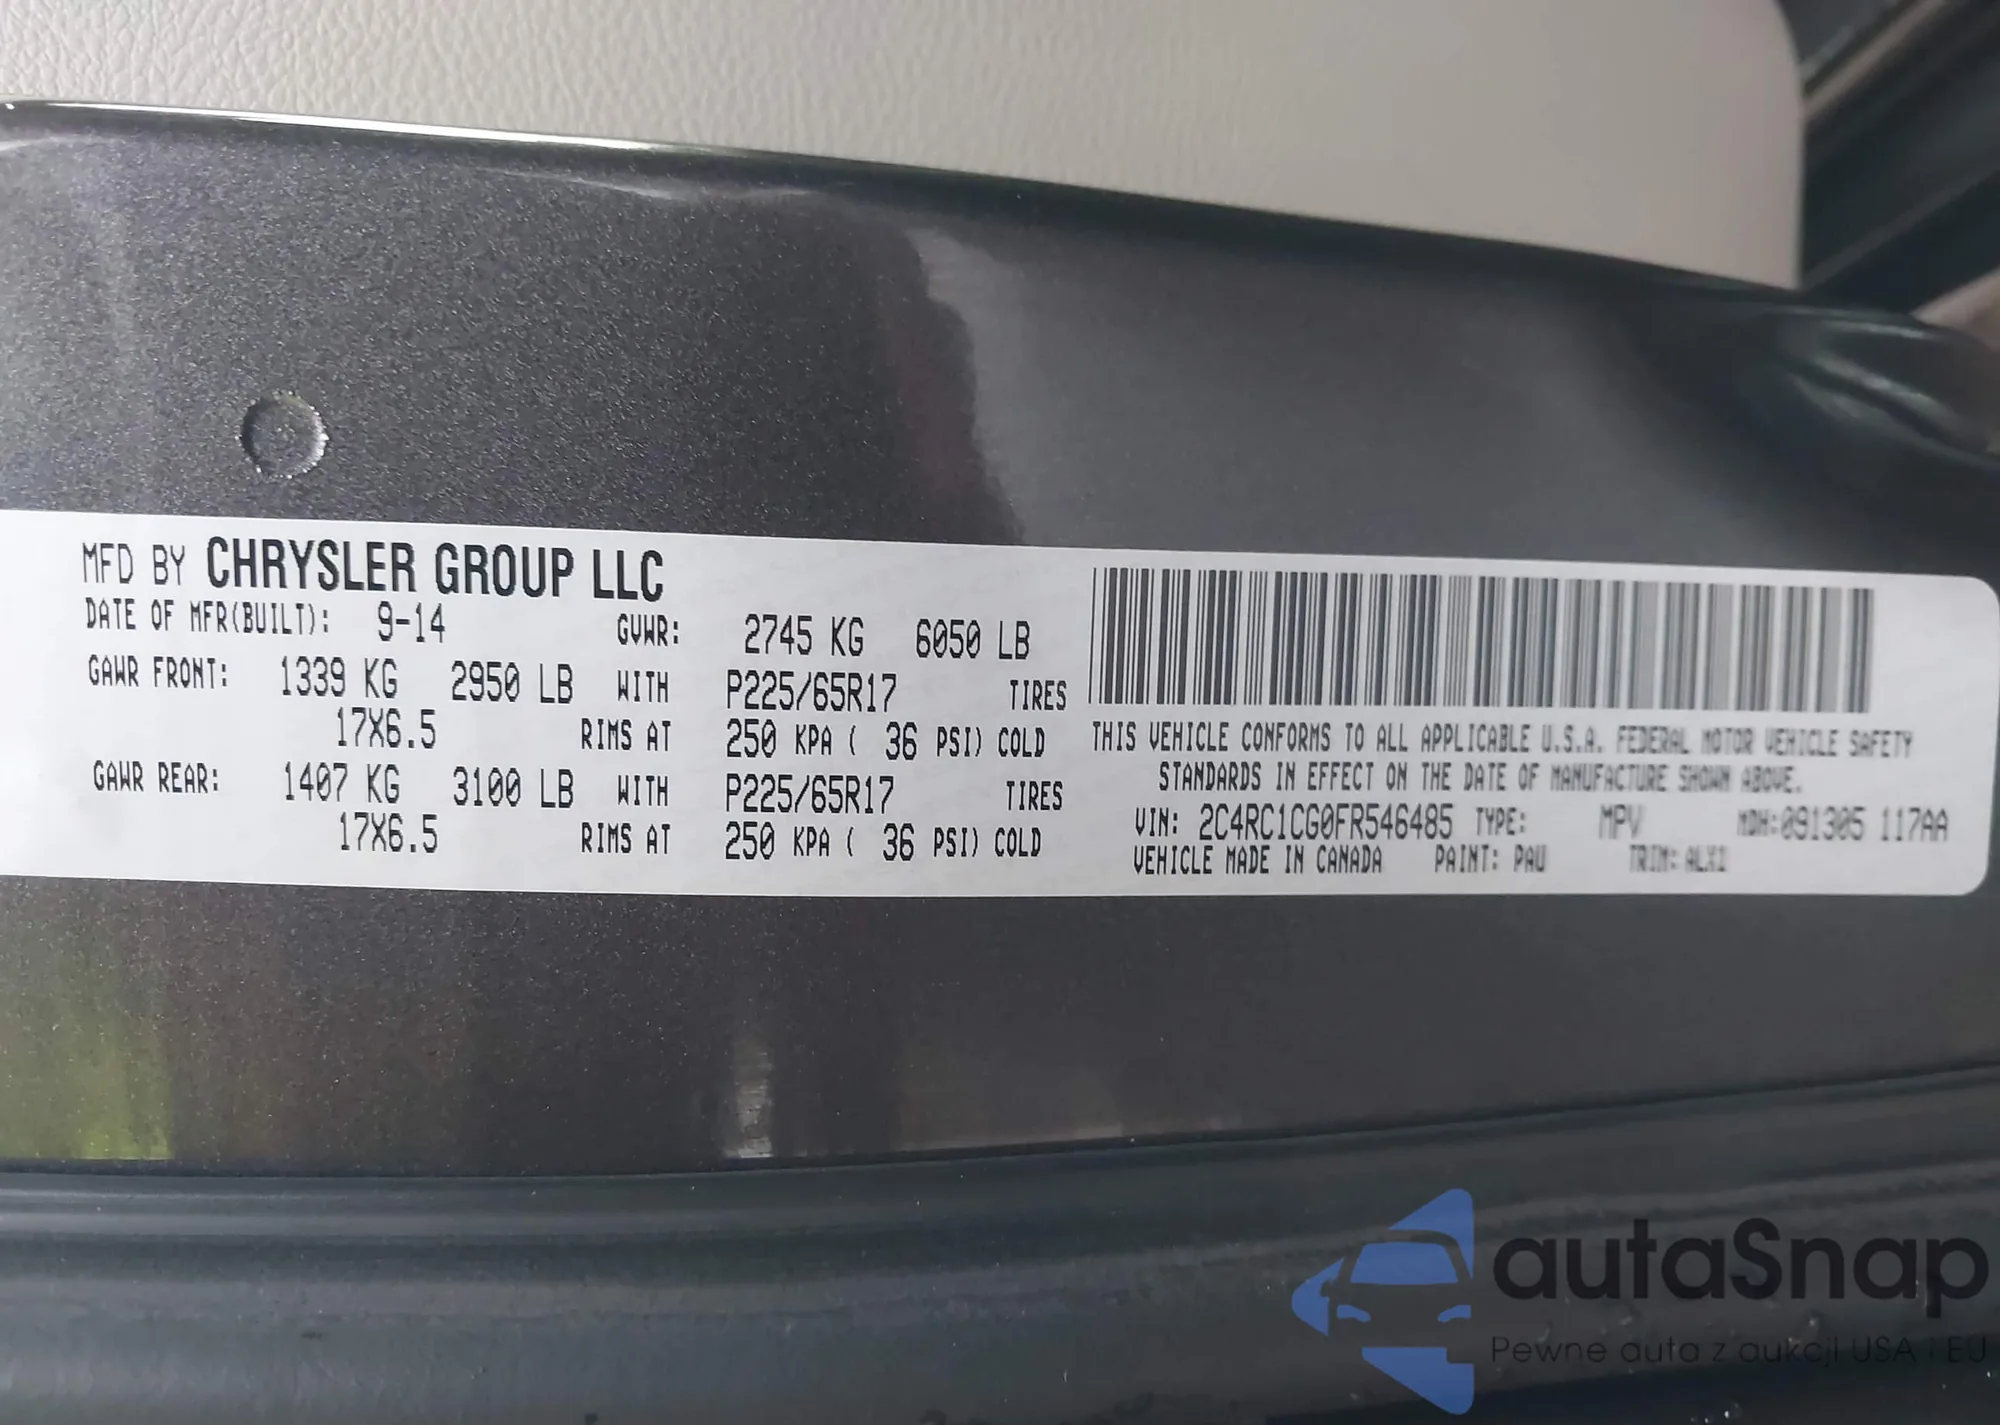 MFD BY CHRYSLER GROUP LLC
DATE OF MFR(BUILT): 9-14 GVWR: 2745 KG 6050 LB
GAWR FRONT: 1339 KG 2950 LB WITH P225/65R17 TIRES
17X6.5 RIMS AT 250 KPA ( 36 PSI) COLD
GAWR REAR: 1407 KG 3100 LB WITH P225/65R17 TIRES
17X6.5 RIMS AT 250 KPA ( 36 PSI) COLD
THIS VEHICLE CONFORMS TO ALL APPLICABLE U.S.A. FEDERAL MOTOR VEHICLE SAFETY
STANDARDS IN EFFECT ON THE DATE OF MANUFACTURE SHOWN ABOVE.
VIN: 2C4RC1CG0FR546485 TYPE: MPV MDH:091305 117AA
VEHICLE MADE IN CANADA PAINT: PAU TRIM: ALX1
autaSnap
Pewne auta z aukcji USA i EU